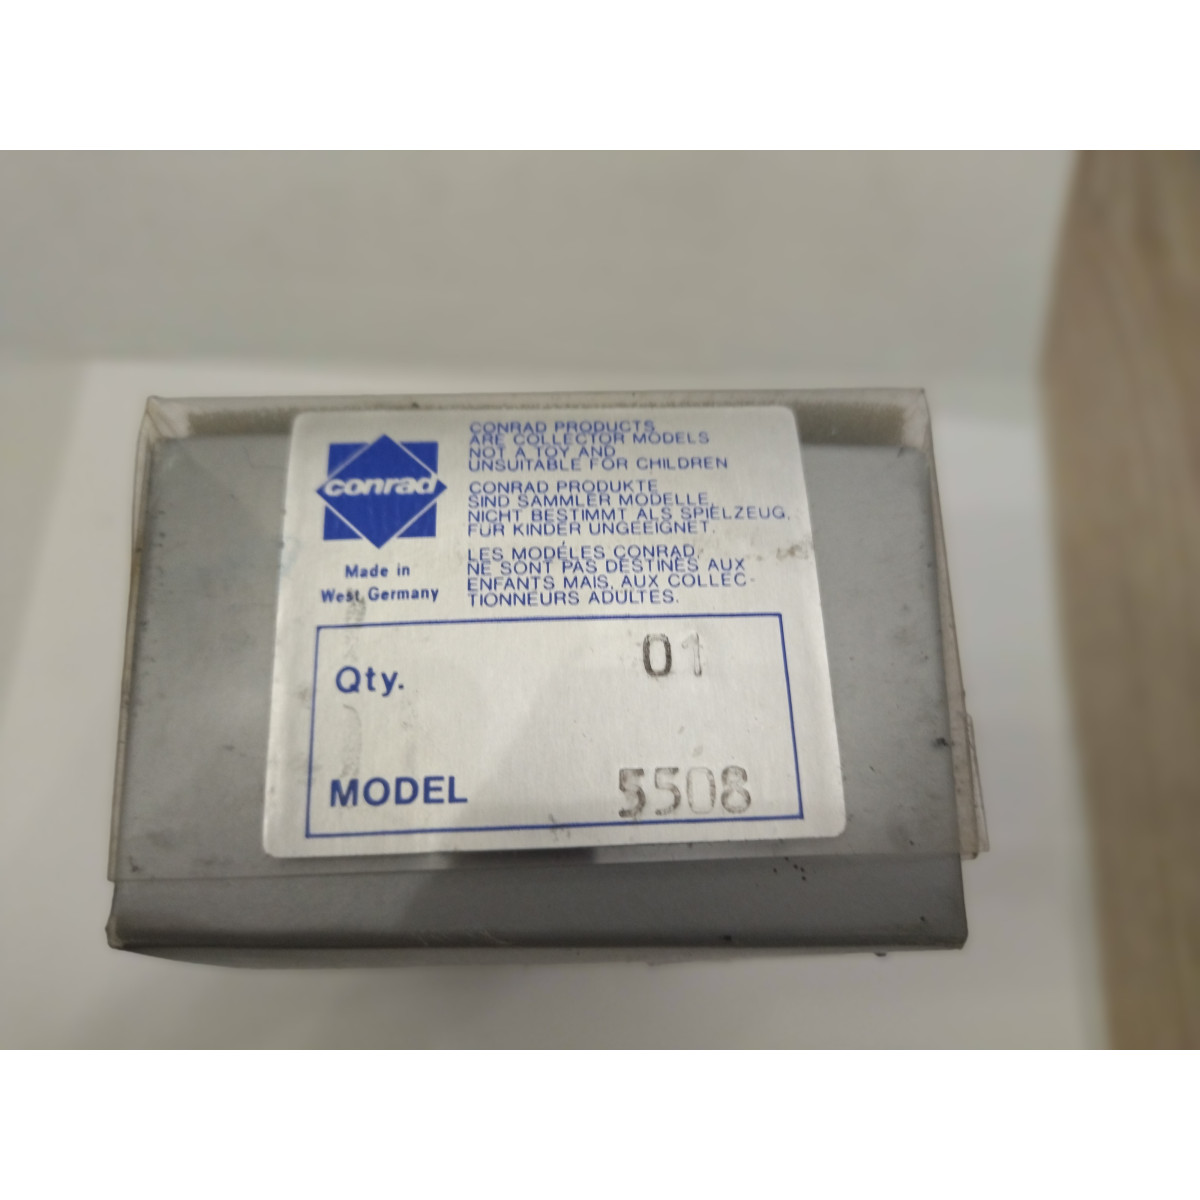 conrad
Made in
West Germany
CONRAD PRODUCTS
ARE COLLECTOR MODELS
NOT A TOY AND
UNSUITABLE FOR CHILDREN
CONRAD PRODUKTE
SIND SAMMLER MODELLE,
NICHT BESTIMMT ALS SPIELZEUG,
FÜR KINDER UNGEEIGNET.
LES MODÉLES CONRAD,
NE SONT PAS DESTINÉS AUX
ENFANTS MAIS, AUX COLLEC-
TIONNEURS ADULTES.
Qty. 01
MODEL 5508